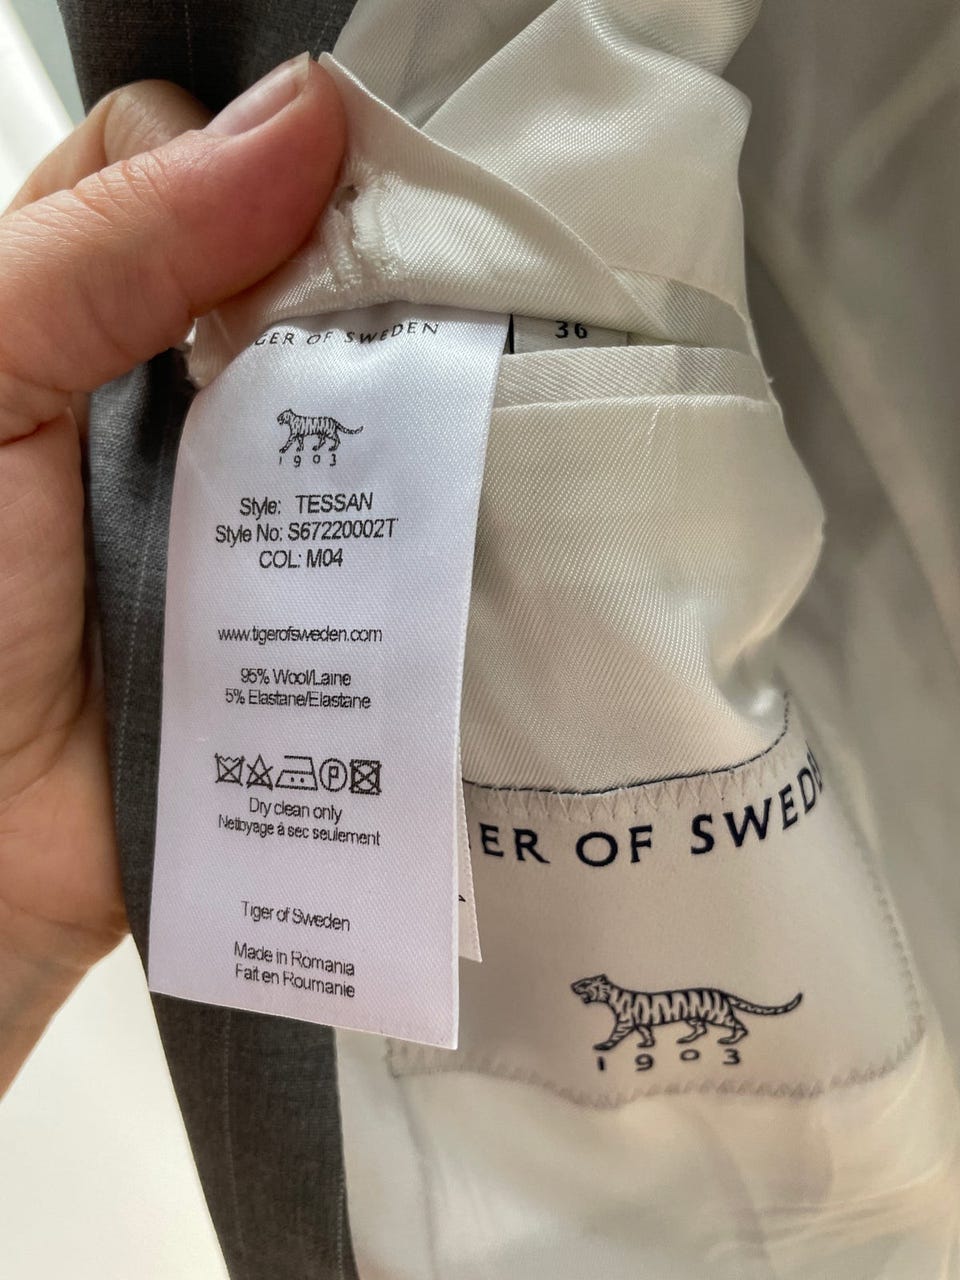 GER OF SWEDEN
36
1903
Style: TESSAN
Style No: S67220002T
COL: M04
www.tigerofsweden.com
95% Wool/Laine
5% Elastane/Elastane
P
Dry clean only
Nettoyage à sec seulement
Tiger of Sweden
Made in Romania
Fait en Roumanie
ER OF SWED
1903